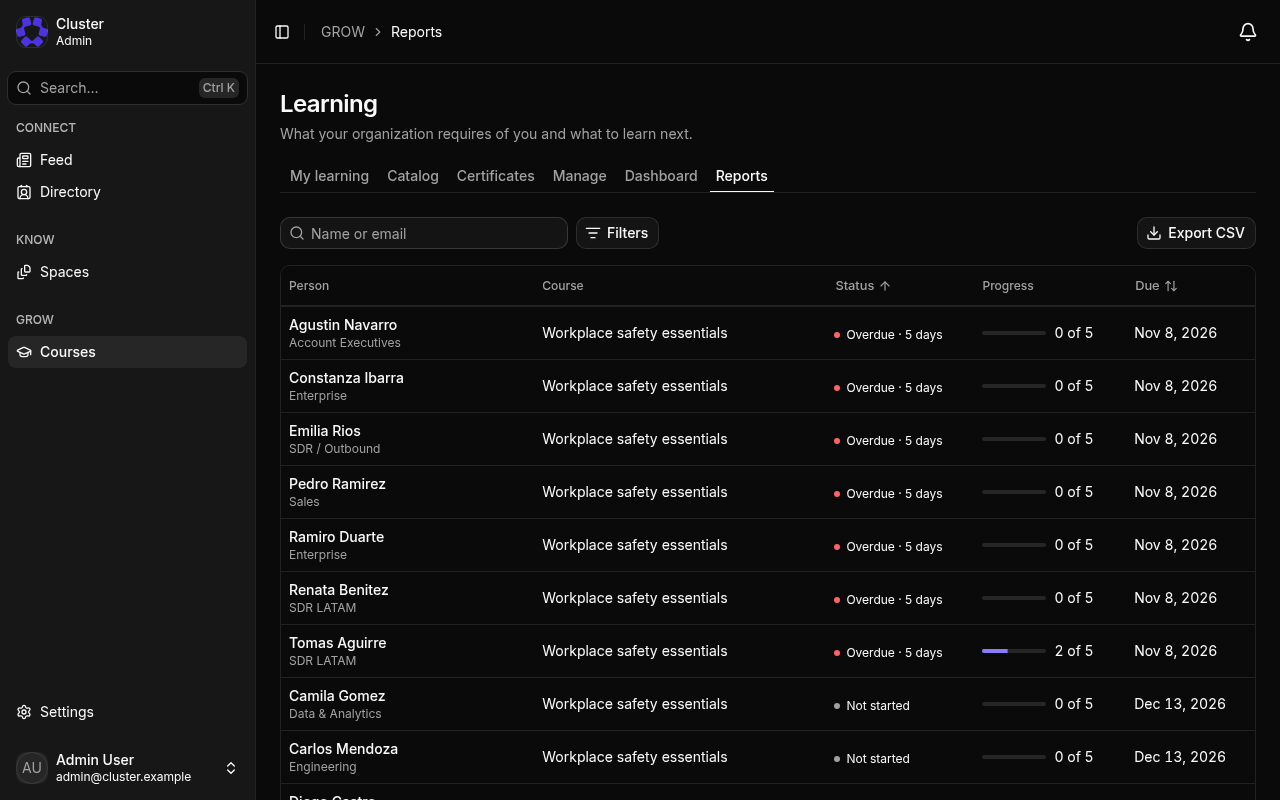 Cluster
Admin
Search...
Ctrl K
CONNECT
Feed
Directory
KNOW
Spaces
GROW
Courses
Settings
AU
Admin User
admin@cluster.example
GROW > Reports
Learning
What your organization requires of you and what to learn next.
My learning Catalog Certificates Manage Dashboard Reports
Name or email
Filters
Export CSV
Person Course Status Progress Due
Agustin Navarro
Account Executives
Workplace safety essentials Overdue · 5 days 0 of 5 Nov 8, 2026
Constanza Ibarra
Enterprise
Workplace safety essentials Overdue · 5 days 0 of 5 Nov 8, 2026
Emilia Rios
SDR / Outbound
Workplace safety essentials Overdue · 5 days 0 of 5 Nov 8, 2026
Pedro Ramirez
Sales
Workplace safety essentials Overdue · 5 days 0 of 5 Nov 8, 2026
Ramiro Duarte
Enterprise
Workplace safety essentials Overdue · 5 days 0 of 5 Nov 8, 2026
Renata Benitez
SDR LATAM
Workplace safety essentials Overdue · 5 days 0 of 5 Nov 8, 2026
Tomas Aguirre
SDR LATAM
Workplace safety essentials Overdue · 5 days 2 of 5 Nov 8, 2026
Camila Gomez
Data & Analytics
Workplace safety essentials Not started 0 of 5 Dec 13, 2026
Carlos Mendoza
Engineering
Workplace safety essentials Not started 0 of 5 Dec 13, 2026